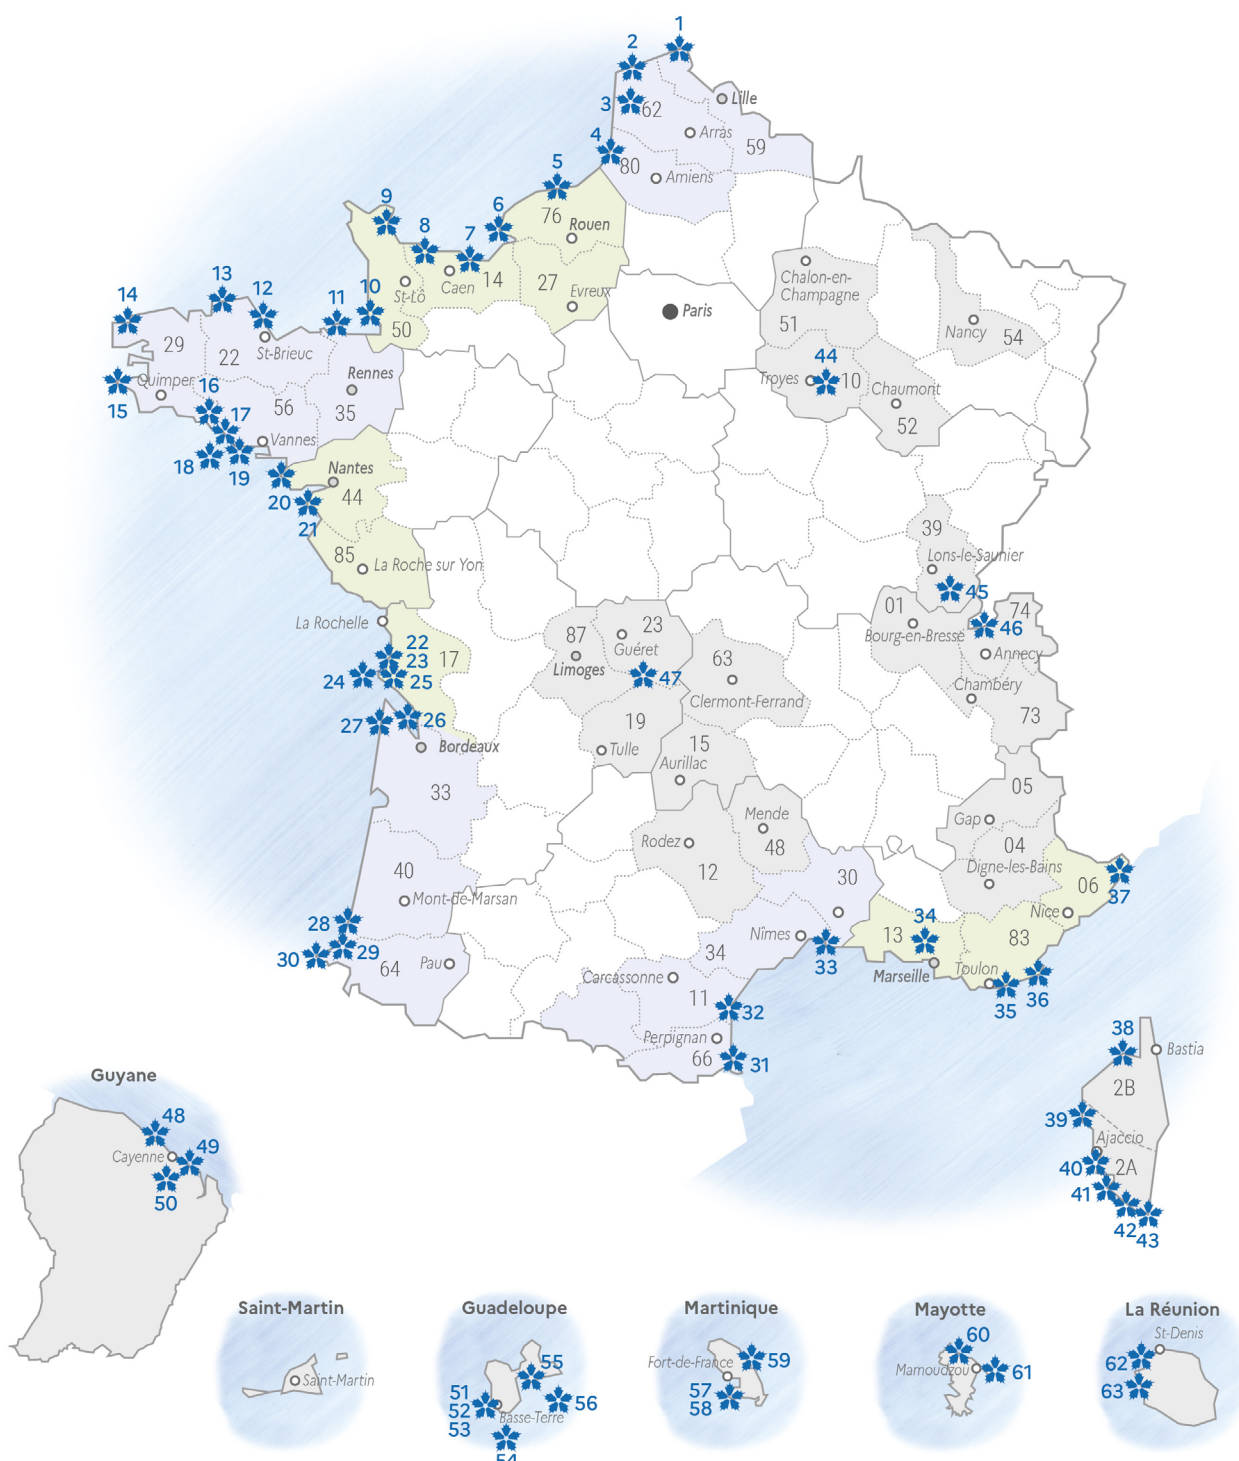 1
2
3
62
Lille
Arras
59
4
80
Amiens
5
76
Rouen
6
9
8
7
14
27
Caen
St-Lô
Evreux
50
10
11
12
13
14
29
22
St-Brieuc
Rennes
Quimper
15
16
56
35
17
Vannes
18
19
20
Nantes
44
21
85
La Roche sur Yon
Paris
Chalon-en-
Champagne
51
Nancy
54
44
Troyes
10
Chaumont
52
39
Lons-le-Saunier
45
01
74
46
Bourg-en-Bresse
Annecy
Chambéry
73
La Rochelle
22
23
17
24
25
26
27
Bordeaux
33
87
23
Guéret
Limoges
47
63
Clermont-Ferrand
19
Tulle
15
Aurillac
Mende
48
Rodez
12
05
Gap
04
Digne-les-Bains
06
37
Nice
40
Mont-de-Marsan
28
29
30
64
Pau
30
Nîmes
34
33
13
34
Marseille
83
Toulon
35
36
Carcassonne
11
32
Perpignan
66
31
38
Bastia
2B
39
Ajaccio
40
2A
41
42
43
Guyane
48
Cayenne
49
50
Saint-Martin
Saint-Martin
Guadeloupe
55
51
52
53
56
Basse-Terre
54
Martinique
Fort-de-France
59
57
58
Mayotte
60
Mamoudzou
61
La Réunion
St-Denis
62
63